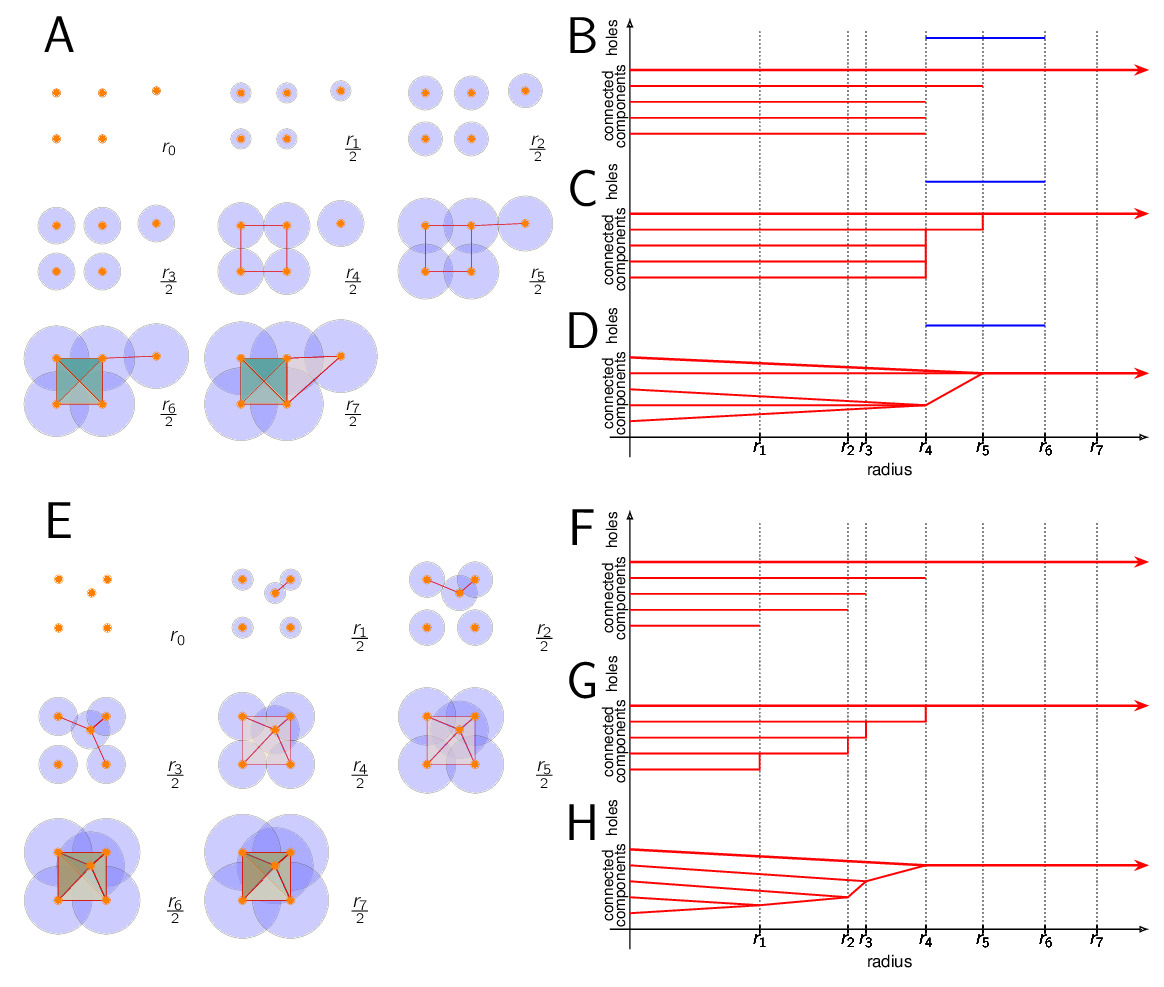 A
r0
r1/2
r2/2
r3/2
r4/2
r5/2
r6/2
r7/2
B
holes
connected
components
C
holes
connected
components
D
holes
connected
components
r1 r2 r3 r4 r5 r6 r7
radius
E
r0
r1/2
r2/2
r3/2
r4/2
r5/2
r6/2
r7/2
F
holes
connected
components
G
holes
connected
components
H
holes
connected
components
r1 r2 r3 r4 r5 r6 r7
radius